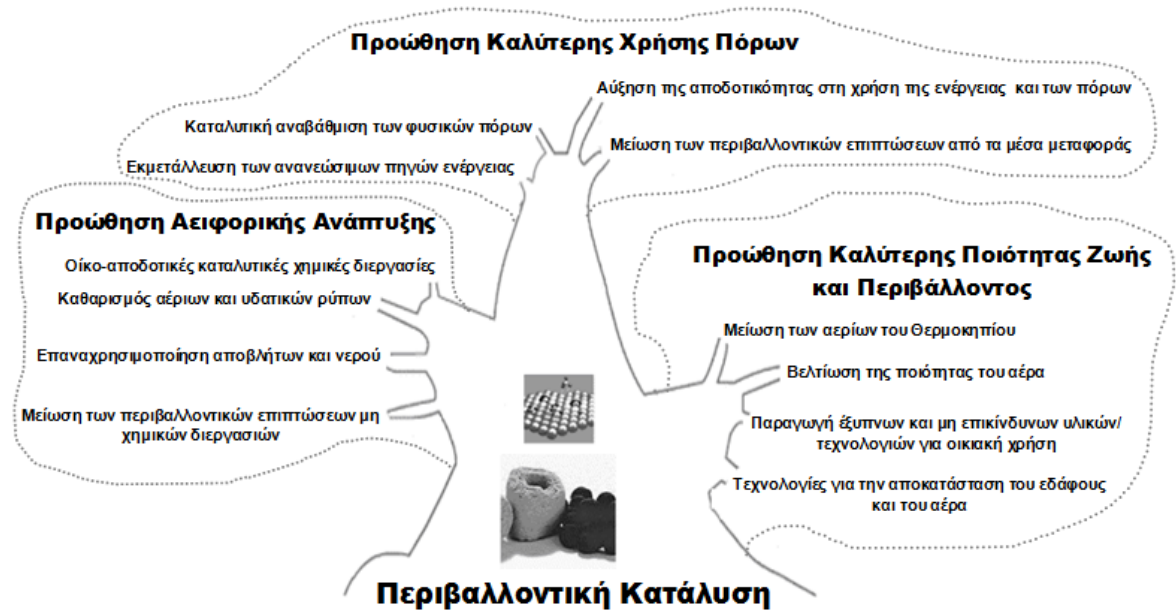 Προώθηση Καλύτερης Χρήσης Πόρων
Αύξηση της αποδοτικότητας στη χρήση της ενέργειας και των πόρων
Καταλυτική αναβάθμιση των φυσικών πόρων
Μείωση των περιβαλλοντικών επιπτώσεων από τα μέσα μεταφοράς
Εκμετάλλευση των ανανεώσιμων πηγών ενέργειας
Προώθηση Αειφορικής Ανάπτυξης
Οίκο-αποδοτικές καταλυτικές χημικές διεργασίες
Καθαρισμός αέριων και υδατικών ρύπων
Επαναχρησιμοποίηση αποβλήτων και νερού
Μείωση των περιβαλλοντικών επιπτώσεων μη
χημικών διεργασιών
Προώθηση Καλύτερης Ποιότητας Ζωής
και Περιβάλλοντος
Μείωση των αερίων του Θερμοκηπίου
Βελτίωση της ποιότητας του αέρα
Παραγωγή έξυπνων και μη επικίνδυνων υλικών/
τεχνολογιών για οικιακή χρήση
Τεχνολογίες για την αποκατάσταση του εδάφους
και του αέρα
Περιβαλλοντική Κατάλυση